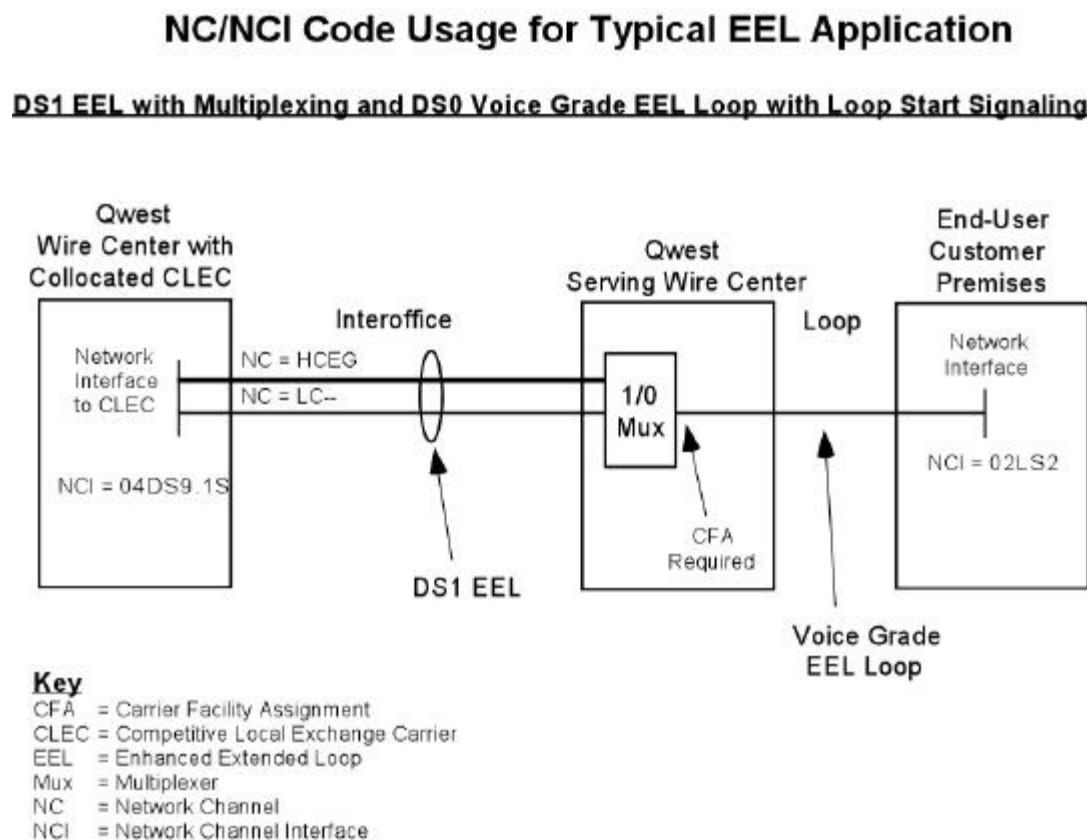 NC/NCI Code Usage for Typical EEL Application
DS1 EEL with Multiplexing and DS0 Voice Grade EEL Loop with Loop Start Signaling
Qwest
Wire Center with
Collocated CLEC
Qwest
Serving Wire Center
End-User
Customer
Premises
Interoffice
Loop
Network
Interface
to CLEC
NC = HCEG
NC = LC--
1/0
Mux
Network
Interface
NCI = 04DS9.1S
NCI = 02LS2
CFA
Required
DS1 EEL
Voice Grade
EEL Loop
Key
CFA = Carrier Facility Assignment
CLEC = Competitive Local Exchange Carrier
EEL = Enhanced Extended Loop
Mux = Multiplexer
NC = Network Channel
NCI = Network Channel Interface